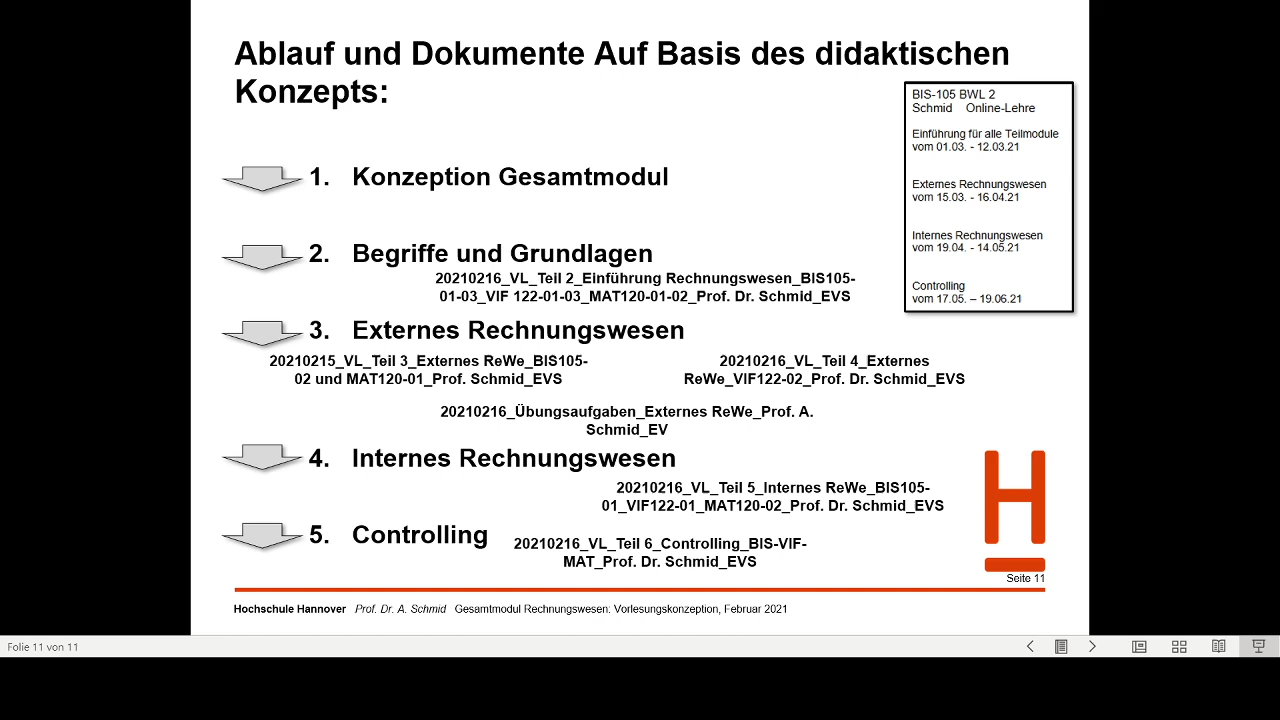 Ablauf und Dokumente Auf Basis des didaktischen
Konzepts:
BIS-105 BWL 2
Schmid Online-Lehre
Einführung für alle Teilmodule
vom 01.03. - 12.03.21
Externes Rechnungswesen
vom 15.03. - 16.04.21
Internes Rechnungswesen
vom 19.04. - 14.05.21
Controlling
vom 17.05. – 19.06.21
1. Konzeption Gesamtmodul
2. Begriffe und Grundlagen
20210216_VL_Teil 2_Einführung Rechnungswesen_BIS105-
01-03_VIF 122-01-03_MAT120-01-02_Prof. Dr. Schmid_EVS
3. Externes Rechnungswesen
20210215_VL_Teil 3_Externes ReWe_BIS105-
02 und MAT120-01_Prof. Schmid_EVS
20210216_VL_Teil 4_Externes
ReWe_VIF122-02_Prof. Dr. Schmid_EVS
20210216_Übungsaufgaben_Externes ReWe_Prof. A.
Schmid_EV
4. Internes Rechnungswesen
20210216_VL_Teil 5_Internes ReWe_BIS105-
01_VIF122-01_MAT120-02_Prof. Dr. Schmid_EVS
5. Controlling
20210216_VL_Teil 6_Controlling_BIS-VIF-
MAT_Prof. Dr. Schmid_EVS
H
Seite 11
Hochschule Hannover Prof. Dr. A. Schmid Gesamtmodul Rechnungswesen: Vorlesungskonzeption, Februar 2021
Folie 11 von 11